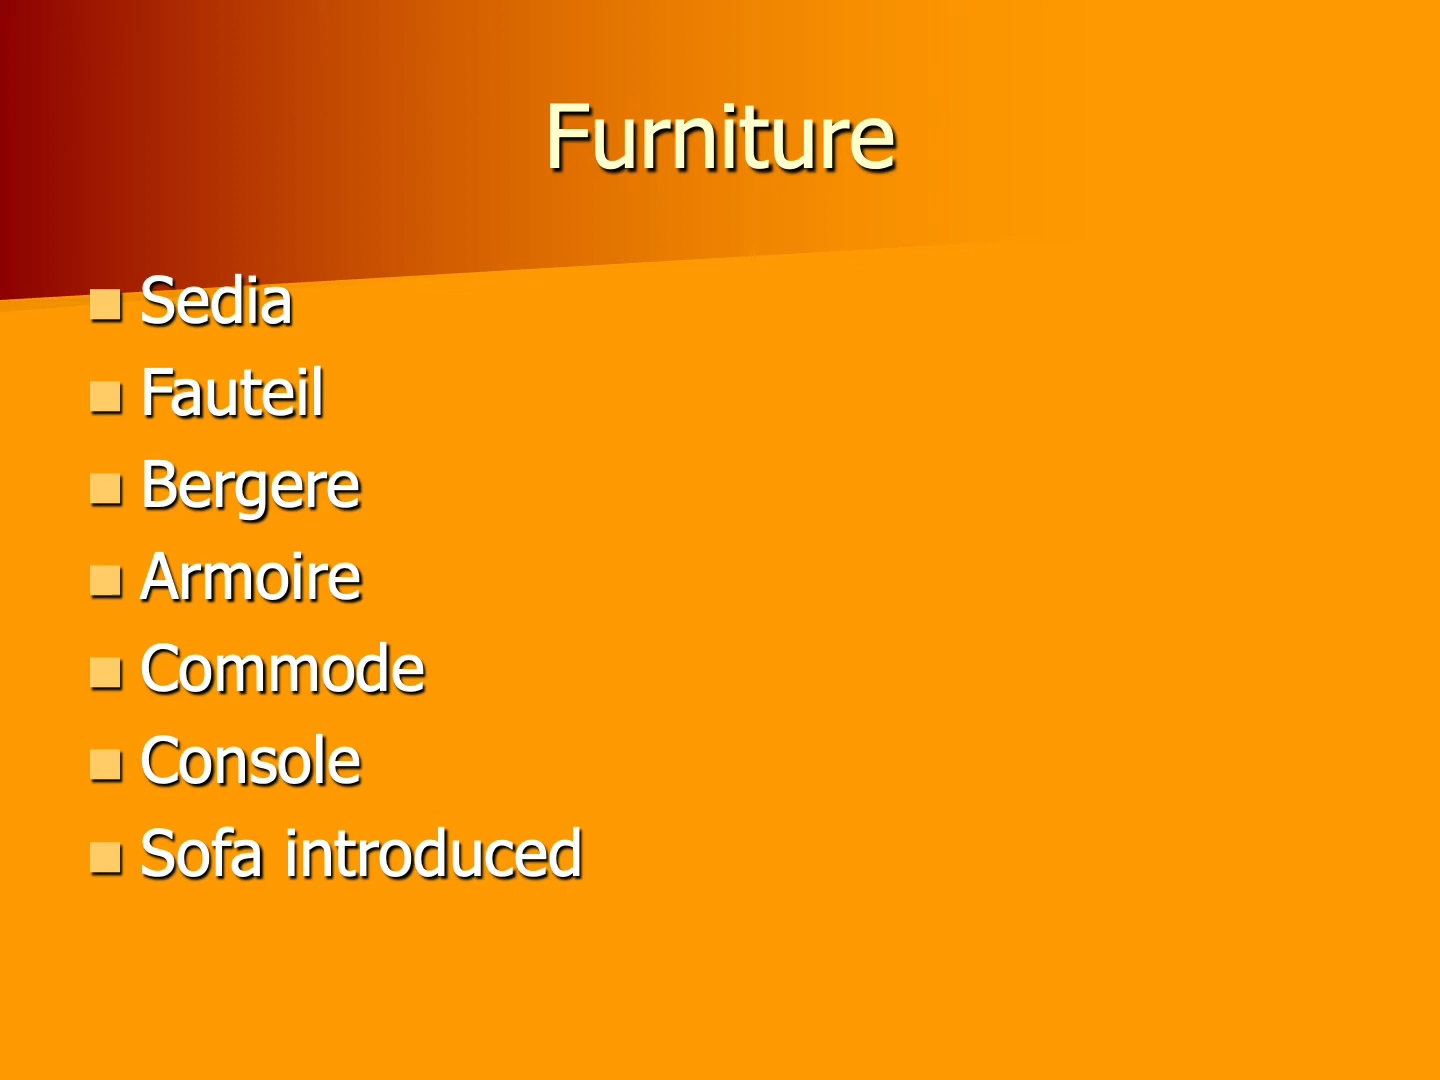 Furniture
Sedia
Fauteil
Bergere
Armoire
Commode
Console
Sofa introduced